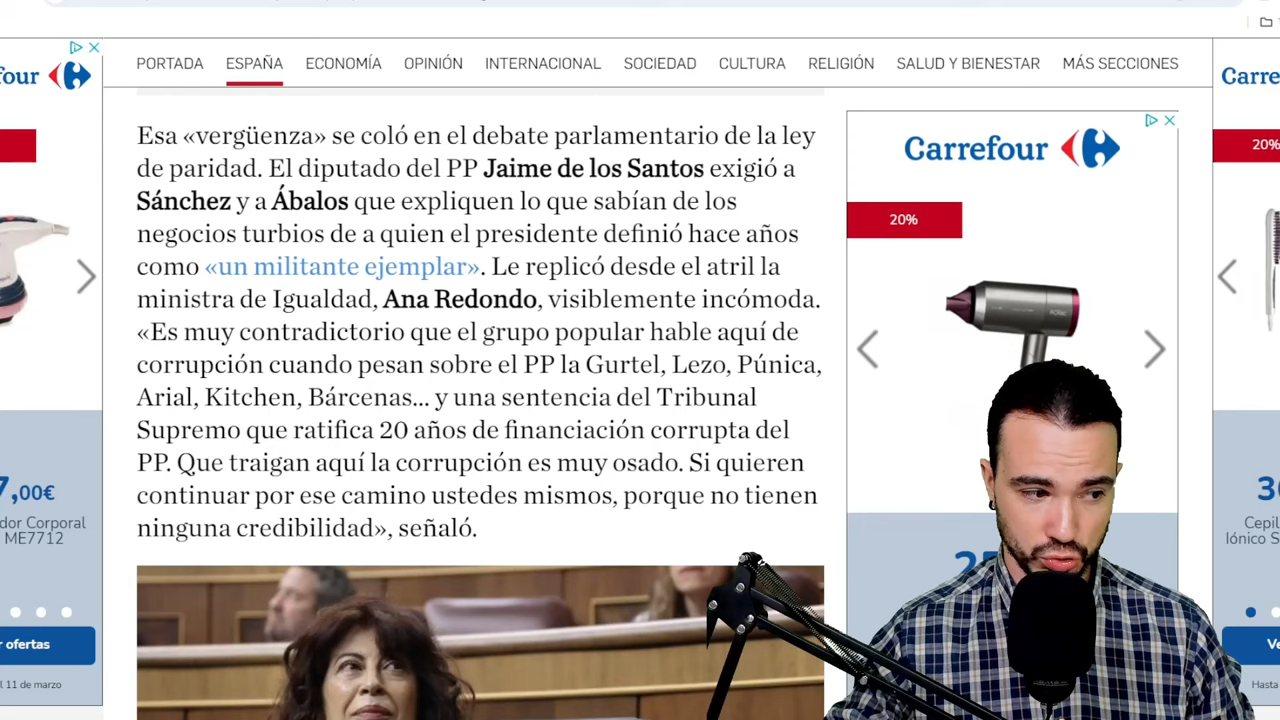 PORTADA ESPAÑA ECONOMÍA OPINIÓN INTERNACIONAL SOCIEDAD CULTURA RELIGIÓN SALUD Y BIENESTAR MÁS SECCIONES
Esa «vergüenza» se coló en el debate parlamentario de la ley
de paridad. El diputado del PP Jaime de los Santos exigió a
Sánchez y a Ábalos que expliquen lo que sabían de los
negocios turbios de a quien el presidente definió hace años
como «un militante ejemplar». Le replicó desde el atril la
ministra de Igualdad, Ana Redondo, visiblemente incómoda.
«Es muy contradictorio que el grupo popular hable aquí de
corrupción cuando pesan sobre el PP la Gurtel, Lezo, Púnica,
Arial, Kitchen, Bárcenas... y una sentencia del Tribunal
Supremo que ratifica 20 años de financiación corrupta del
PP. Que traigan aquí la corrupción es muy osado. Si quieren
continuar por ese camino ustedes mismos, porque no tienen
ninguna credibilidad», señaló.
four
7,00€
dor Corporal
ME7712
r ofertas
l 11 de marzo
Carrefour
20%
Carre
20%
Cepil
Iónico S
Ve
Hasta